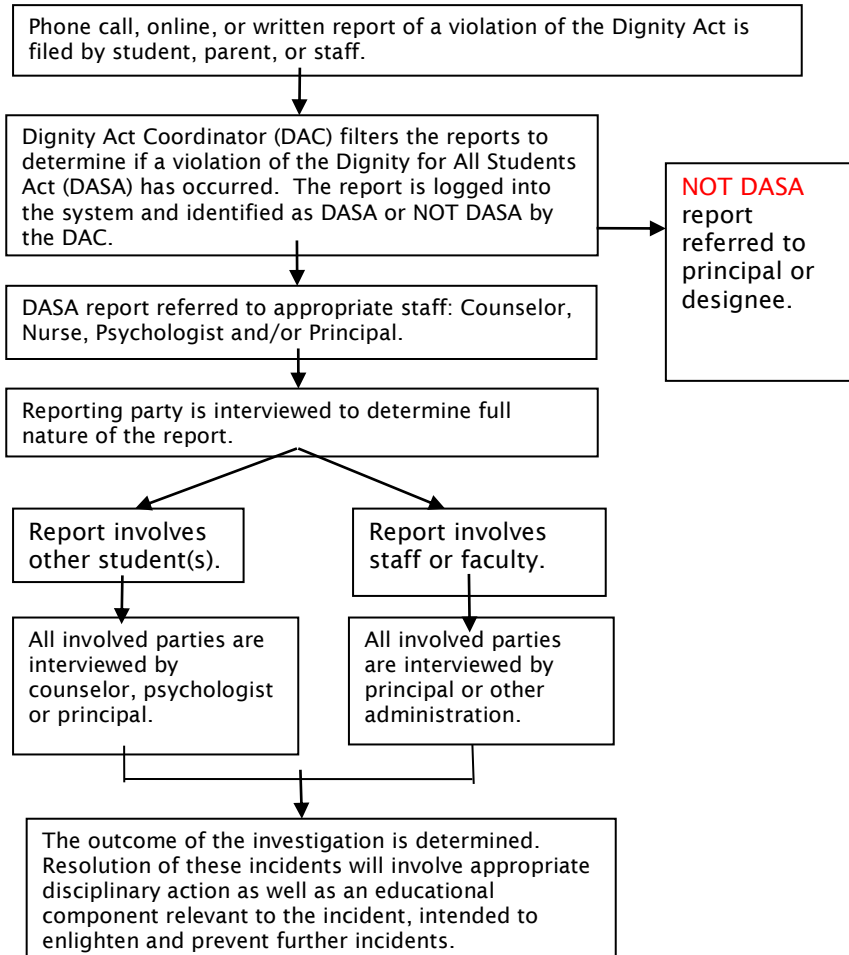 Phone call, online, or written report of a violation of the Dignity Act is
filed by student, parent, or staff.
Dignity Act Coordinator (DAC) filters the reports to
determine if a violation of the Dignity for All Students
Act (DASA) has occurred.  The report is logged into
the system and identified as DASA or NOT DASA by
the DAC.
NOT DASA
report
referred to
principal or
designee.
DASA report referred to appropriate staff: Counselor,
Nurse, Psychologist and/or Principal.
Reporting party is interviewed to determine full
nature of the report.
Report involves
other student(s).
Report involves
staff or faculty.
All involved parties are
interviewed by
counselor, psychologist
or principal.
All involved parties
are interviewed by
principal or other
administration.
The outcome of the investigation is determined.
Resolution of these incidents will involve appropriate
disciplinary action as well as an educational
component relevant to the incident, intended to
enlighten and prevent further incidents.